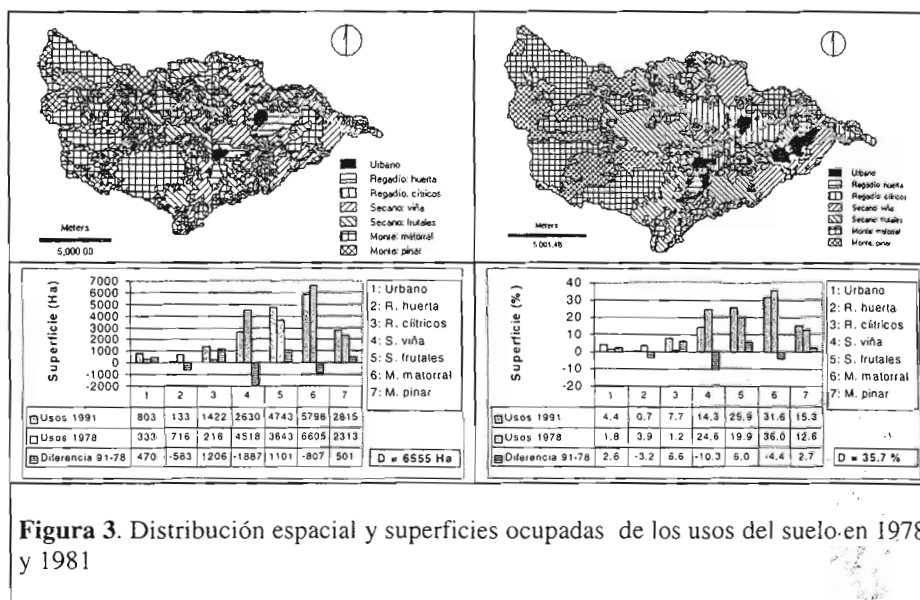 Urbano
Regadío: huerta
Regadío: cítricos
Secano: viña
Secano: frutales
Monte: matorral
Monte: pinar
Meters
5,000.00
Urbano
Regadío: huerta
Regadío: cítricos
Secano: viña
Secano: frutales
Monte: matorral
Monte: pinar
Meters
5,001.48
Superficie (Ha)
7000
6000
5000
4000
3000
2000
1000
0
-1000
-2000
1 2 3 4 5 6 7
1: Urbano
2: R. huerta
3: R. cíitricos
4: S. viña
5: S. frutales
6: M. matorral
7: M. pinar
Usos 1991 803 133 1422 2630 4743 5798 2815
Usos 1978 333 716 216 4518 3643 6605 2313
Diferencia 91-78 470 -583 1206 -1887 1101 -807 501
D = 6555 Ha
Superficie (%)
40
30
20
10
0
-10
-20
1 2 3 4 5 6 7
1: Urbano
2: R. huerta
3: R. cíitricos
4: S. viña
5: S. frutales
6: M. matorral
7: M. pinar
Usos 1991 4.4 0.7 7.7 14.3 25.9 31.6 15.3
Usos 1978 1.8 3.9 1.2 24.6 19.9 36.0 12.6
Diferencia 91-78 2.6 -3.2 6.6 -10.3 6.0 -4.4 2.7
D = 35.7 %
Figura 3. Distribución espacial y superficies ocupadas de los usos del suelo en 1978
y 1981